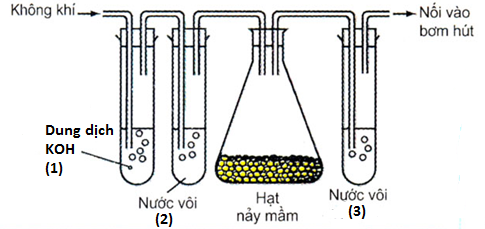 Không khí
Nối vào
bơm hút
Dung dịch
KOH
(1)
Nước vôi
(2)
Hạt
nảy mầm
Nước vôi
(3)